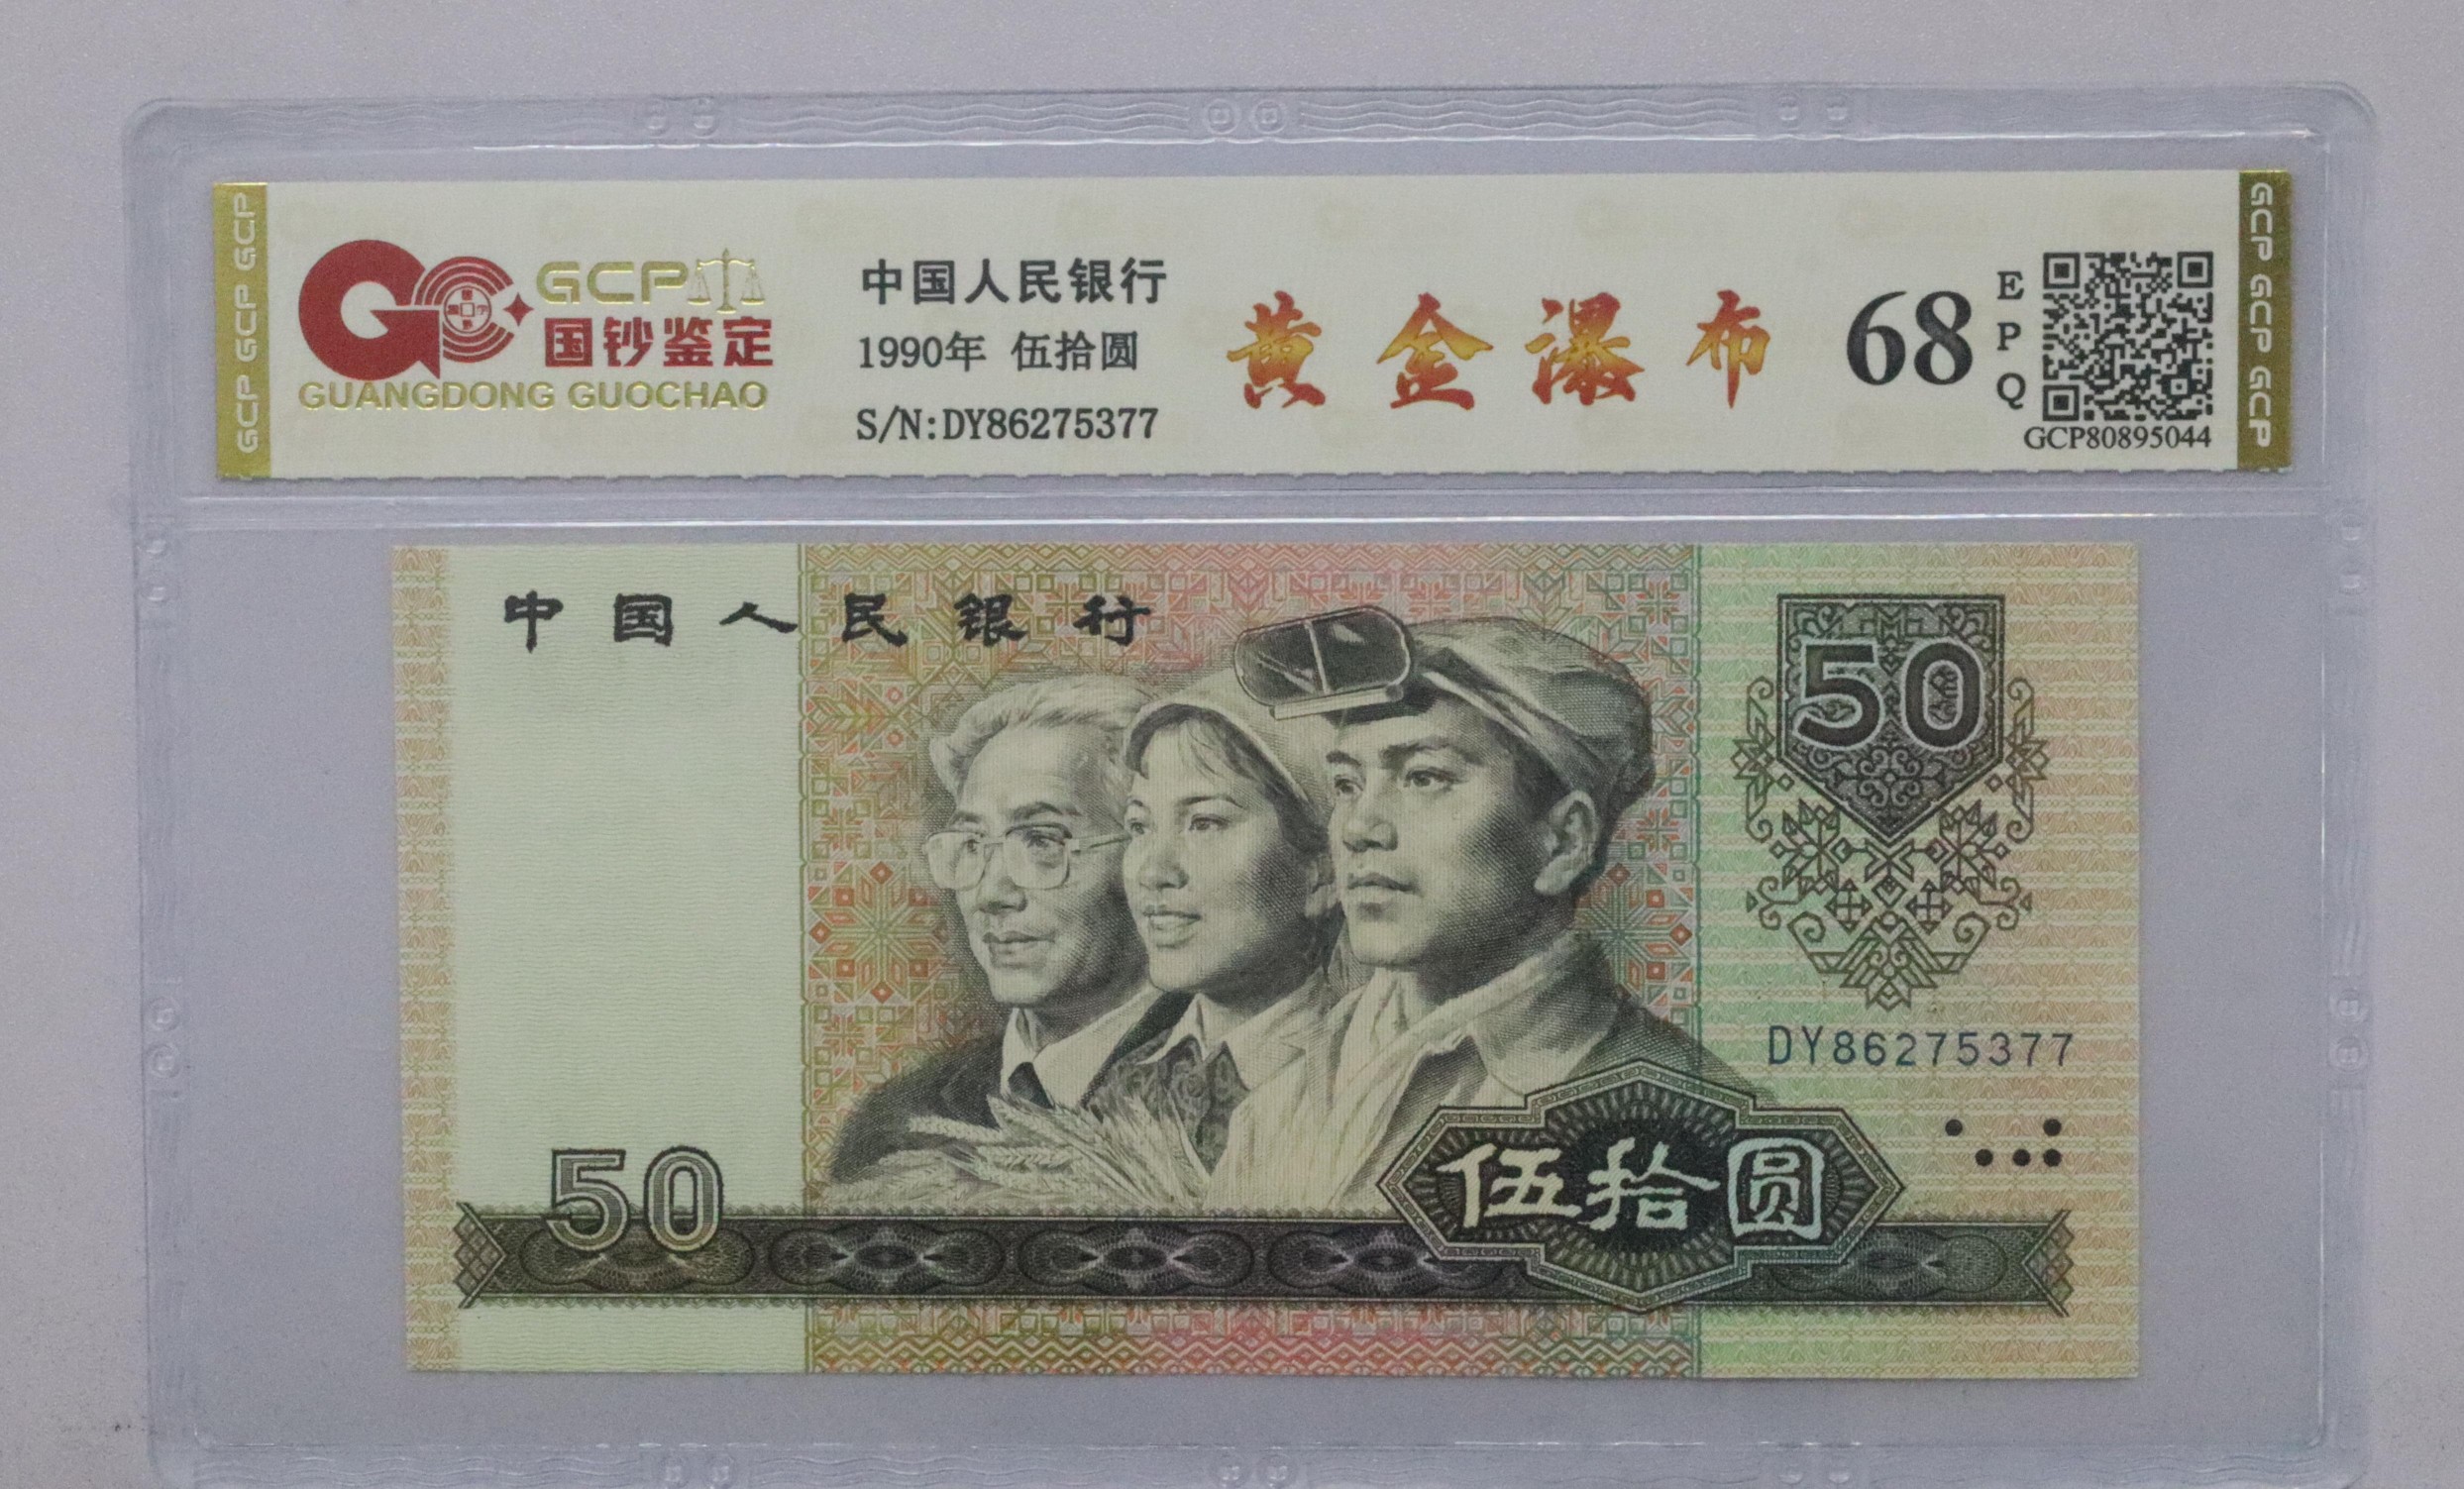 GCP GCP GCP
GCP
国钞鉴定
GUANGDONG GUOCHAO
中国人民银行
1990年 伍拾圆
S/N:DY86275377
黄金瀑布
68
EPQ
GCP80895044
GCP GCP GCP
中国人民银行
50
DY86275377
50
伍拾圆